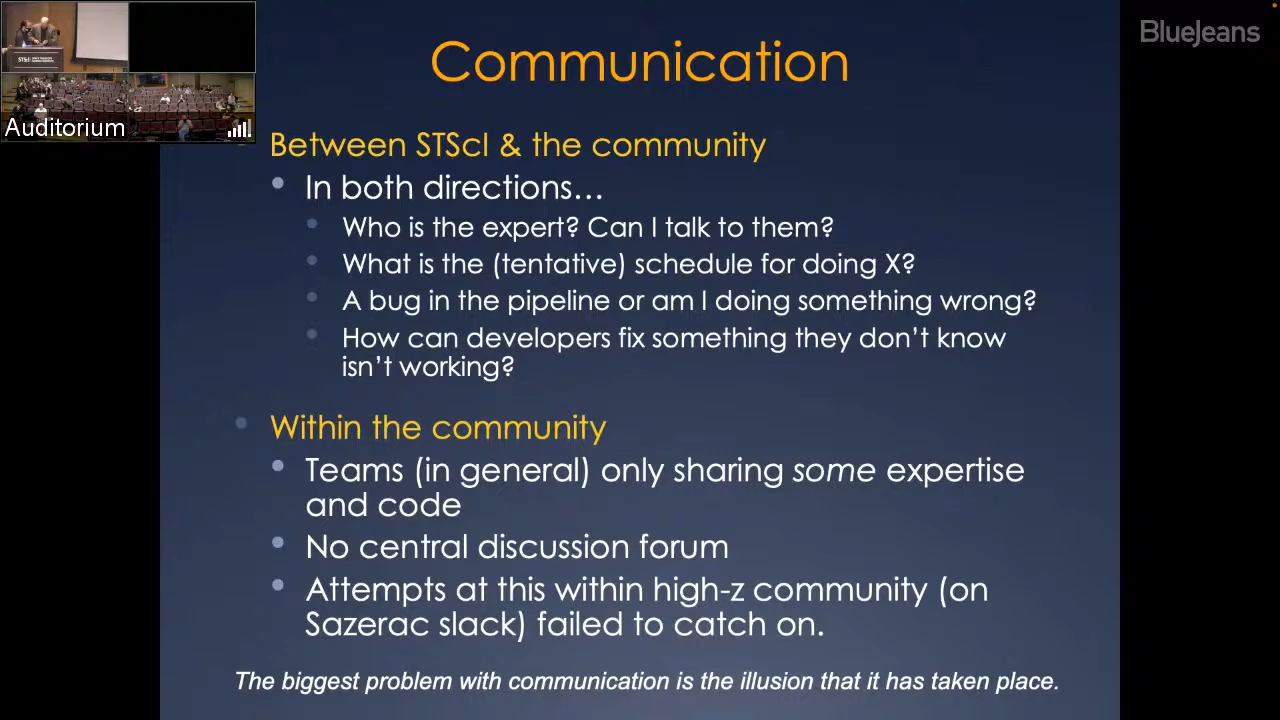 BlueJeans
Communication
STScI
Auditorium
Between STScI & the community
In both directions…
Who is the expert? Can I talk to them?
What is the (tentative) schedule for doing X?
A bug in the pipeline or am I doing something wrong?
How can developers fix something they don’t know
isn’t working?
Within the community
Teams (in general) only sharing some expertise
and code
No central discussion forum
Attempts at this within high-z community (on
Sazerac slack) failed to catch on.
The biggest problem with communication is the illusion that it has taken place.